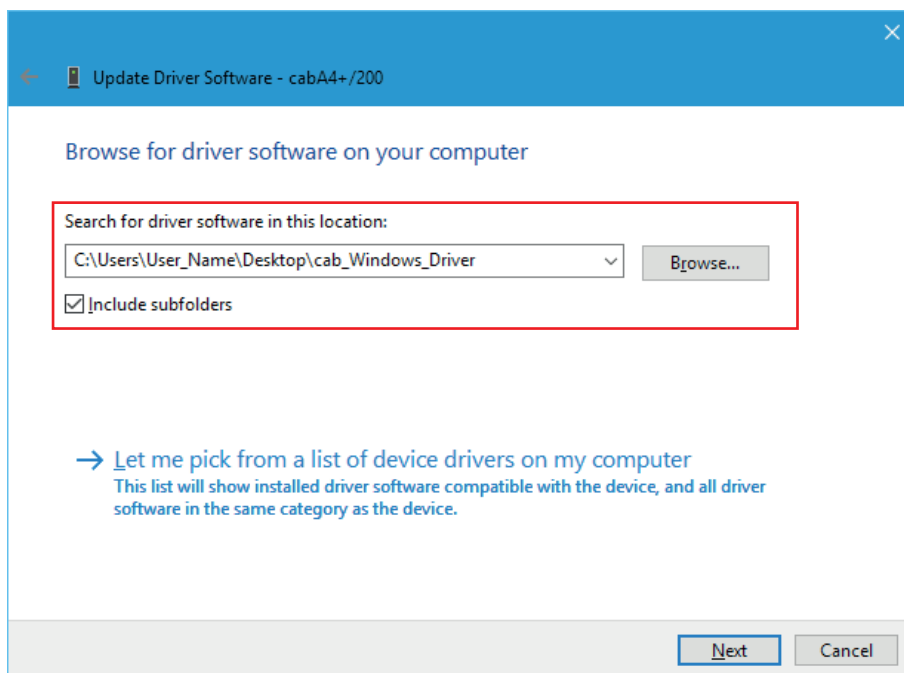 Update Driver Software - cabA4+/200
Browse for driver software on your computer
Search for driver software in this location:
C:\Users\User_Name\Desktop\cab_Windows_Driver
Browse...
Include subfolders
Let me pick from a list of device drivers on my computer
This list will show installed driver software compatible with the device, and all driver
software in the same category as the device.
Next
Cancel